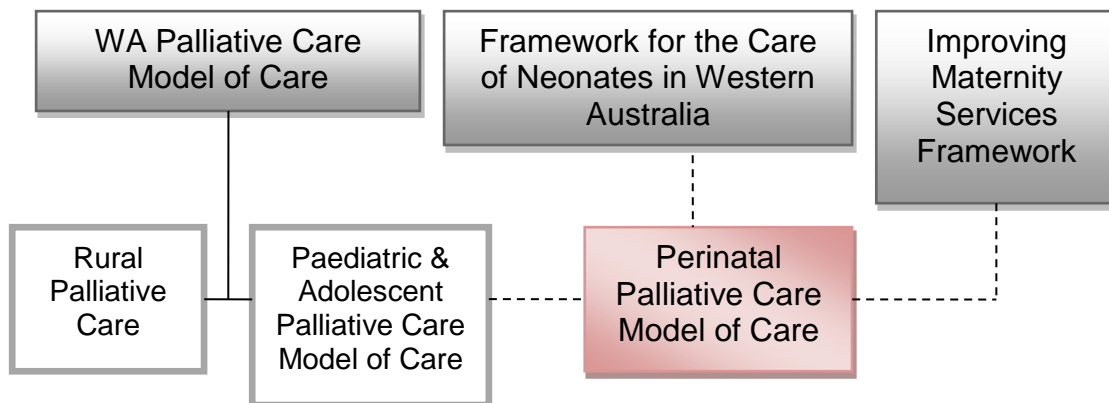 WA Palliative Care
Model of Care
Framework for the Care
of Neonates in Western
Australia
Improving
Maternity
Services
Framework
Rural
Palliative
Care
Paediatric &
Adolescent
Palliative Care
Model of Care
Perinatal
Palliative Care
Model of Care